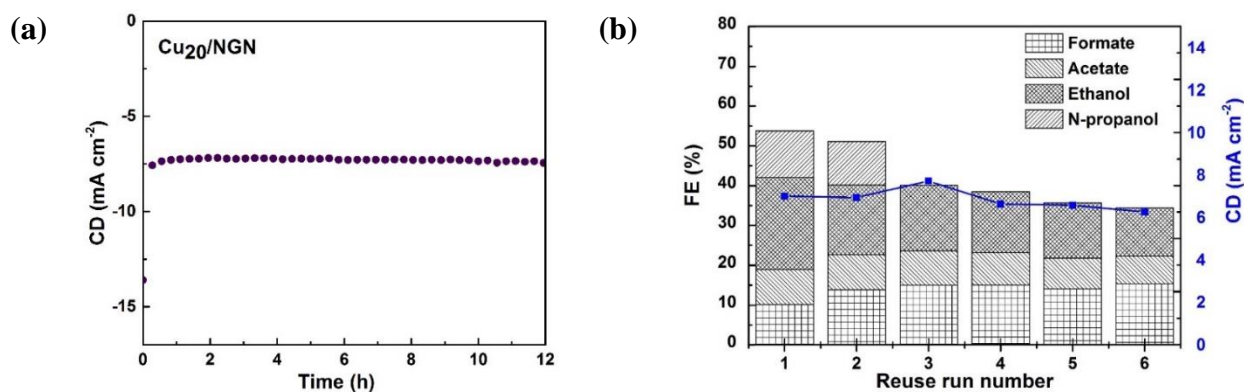 (a)
Cu20/NGN
0
-5
-10
-15
CD (mA cm-2)
0 2 4 6 8 10 12
Time (h)
(b)
Formate
Acetate
Ethanol
N-propanol
80
70
60
50
40
30
20
10
0
FE (%)
14
12
10
8
6
4
2
0
CD (mA cm-2)
1 2 3 4 5 6
Reuse run number